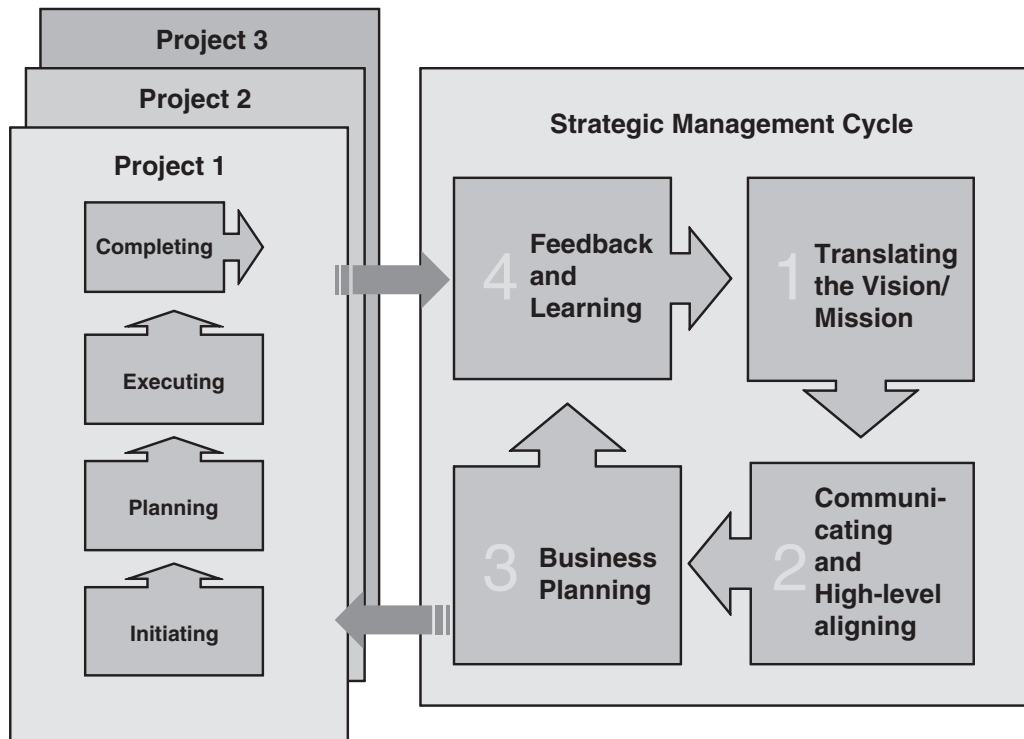 Project 3
Project 2
Project 1
Completing
Executing
Planning
Initiating
Strategic Management Cycle
4
Feedback
and
Learning
1
Translating
the Vision/
Mission
3
Business
Planning
2
Communi-
cating
and
High-level
aligning